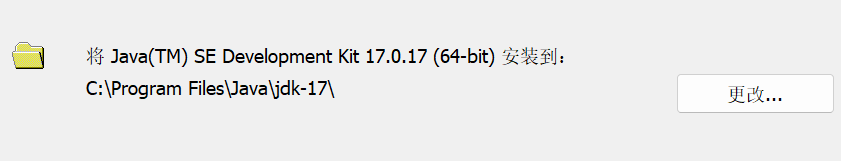 将 Java(TM) SE Development Kit 17.0.17 (64-bit) 安装到：
C:\Program Files\Java\jdk-17\
更改...